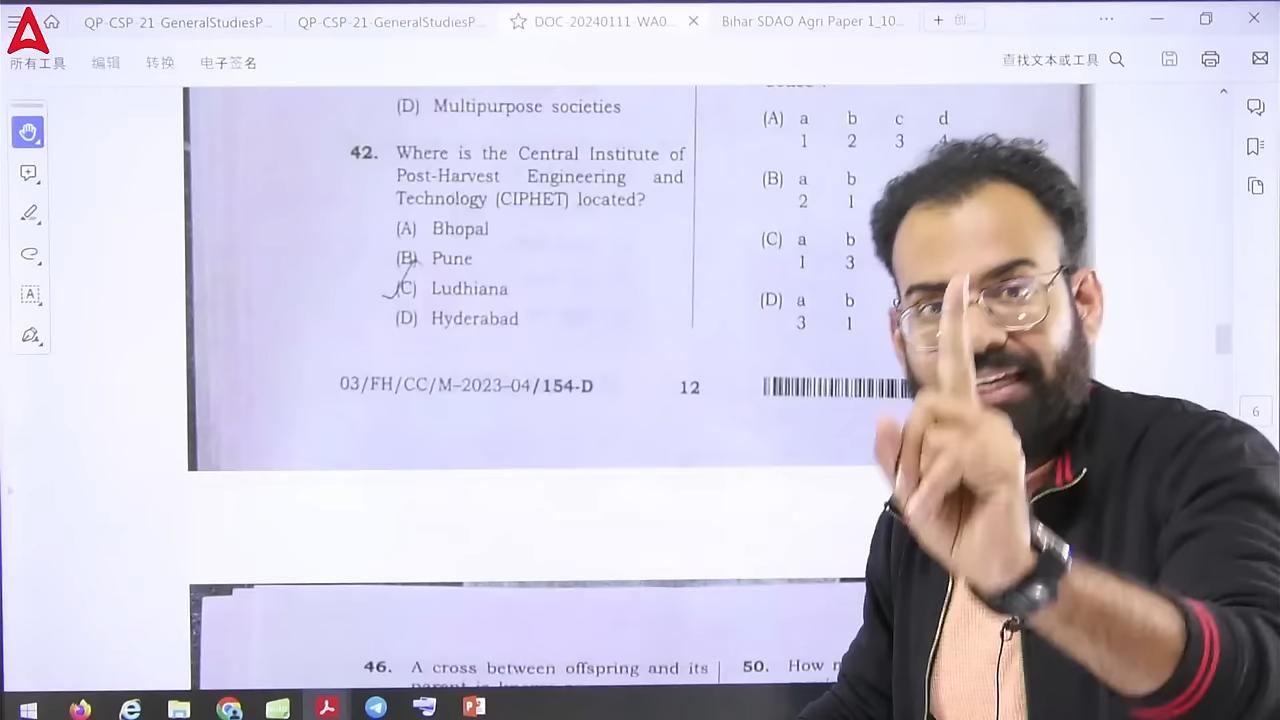 QP-CSP-21-GeneralStudiesP...
QP-CSP-21-GeneralStudiesP...
DOC-20240111-WA0...
Bihar SDAO Agri Paper 1_10...
+ 创...
所有工具
编辑
转换
电子签名
查找文本或工具
(D) Multipurpose societies
42. Where is the Central Institute of
Post-Harvest Engineering and
Technology (CIPHET) located?
(A) Bhopal
(B) Pune
(C) Ludhiana
(D) Hyderabad
03/FH/CC/M-2023-04/154-D
12
(A) a b c d
1 2 3 4
(B) a b
2 1
(C) a b
1 3
(D) a b
3 1
6
46. A cross between offspring and its
50. How